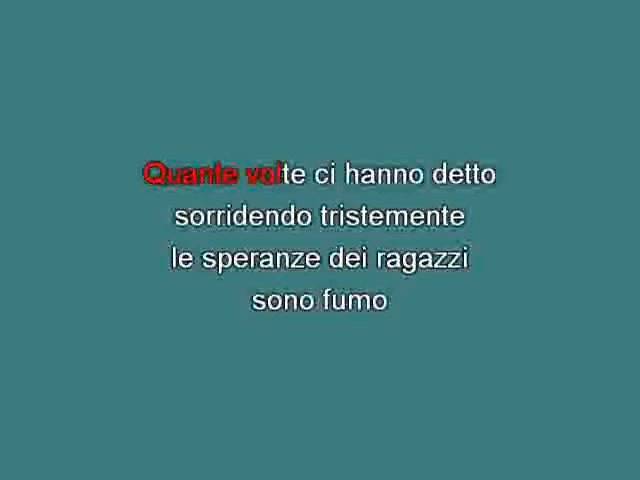 Quante volte ci hanno detto
sorridendo tristemente
le speranze dei ragazzi
sono fumo